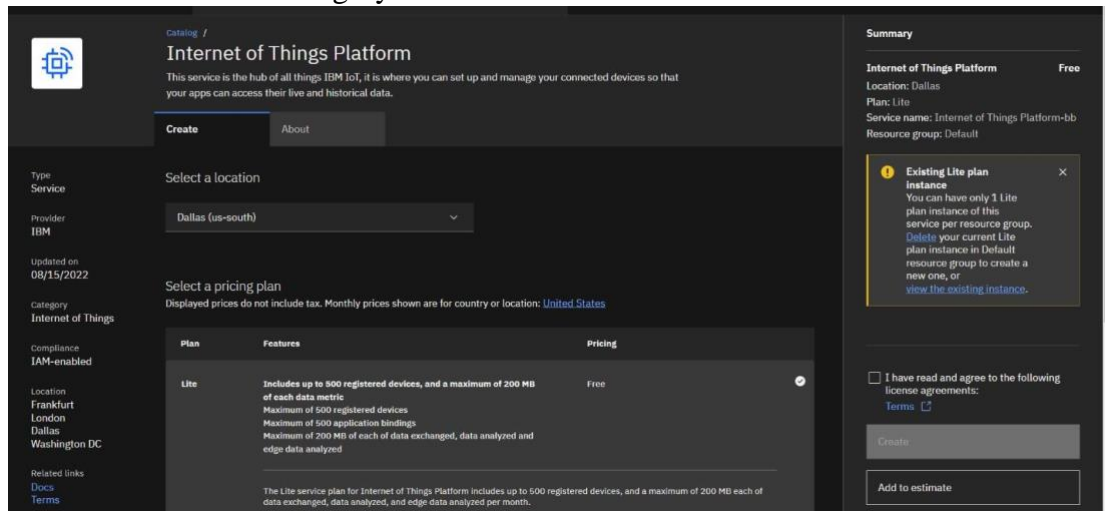 Catalog /
Internet of Things Platform
This service is the hub of all things IBM IoT, it is where you can set up and manage your connected devices so that
your apps can access their live and historical data.
Create
About
Type
Service
Provider
IBM
Updated on
08/15/2022
Category
Internet of Things
Compliance
IAM-enabled
Location
Frankfurt
London
Dallas
Washington DC
Related links
Docs
Terms
Select a location
Dallas (us-south)
Select a pricing plan
Displayed prices do not include tax. Monthly prices shown are for country or location: United States
Plan Features Pricing
Lite Includes up to 500 registered devices, and a maximum of 200 MB Free
of each data metric
Maximum of 500 registered devices
Maximum of 500 application bindings
Maximum of 200 MB of each of data exchanged, data analyzed and
edge data analyzed
The Lite service plan for Internet of Things Platform includes up to 500 registered devices, and a maximum of 200 MB each of
data exchanged, data analyzed, and edge data analyzed per month.
Summary
Internet of Things Platform Free
Location: Dallas
Plan: Lite
Service name: Internet of Things Platform-bb
Resource group: Default
Existing Lite plan
instance
You can have only 1 Lite
plan instance of this
service per resource group.
Delete your current Lite
plan instance in Default
resource group to create a
new one, or
view the existing instance.
I have read and agree to the following
license agreements:
Terms
Create
Add to estimate